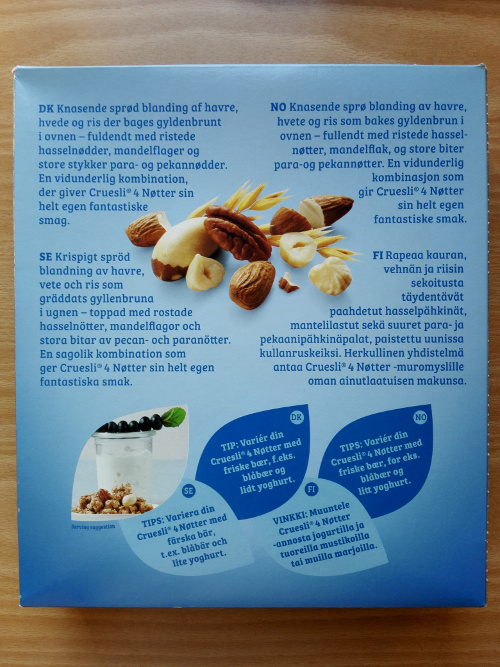 DK Knasende sprød blanding af havre,
hvede og ris der bages gyldenbrunt
i ovnen – fuldendt med ristede
hasselnødder, mandelflager og
store stykker para- og pekannødder.
En vidunderlig kombination,
der giver Cruesli® 4 Nøtter sin
helt egen fantastiske
smag.
NO Knasende sprø blanding av havre,
hvete og ris som bakes gyldenbrun i
ovnen – fullendt med ristede hassel-
nøtter, mandelflak, og store biter
para-og pekannøtter. En vidunderlig
kombinasjon som
gir Cruesli® 4 Nøtter
sin helt egen
fantastiske smak.
SE Krispigt spröd
blandning av havre,
vete och ris som
gräddats gyllenbruna
i ugnen – toppad med rostade
hasselnötter, mandelflagor och
stora bitar av pecan- och paranötter.
En sagolik kombination som
ger Cruesli® 4 Nøtter sin helt egen
fantastiska smak.
FI Rapeaa kauran,
vehnän ja riisin
sekoitusta
täydentävät
paahdetut hasselpähkinät,
mantelilastut sekä suuret para- ja
pekaanipähkinäpalat, paistettu uunissa
kullanruskeiksi. Herkullinen yhdistelmä
antaa Cruesli® 4 Nøtter -muromyslille
oman ainutlaatuisen makunsa.
DK
TIP: Variér din
Cruesli® 4 Nøtter med
friske bær, f.eks.
blåbær og
lidt yoghurt.
NO
TIPS: Variér din
Cruesli® 4 Nøtter med
friske bær, for eks.
blåbær og
litt yoghurt.
Serving suggestion
SE
TIPS: Variera din
Cruesli® 4 Nøtter med
färska bär,
t.ex. blåbär och
lite yoghurt.
FI
VINKKI: Muuntele
Cruesli® 4 Nøtter
-annosta jogurtilla ja
tuoreilla mustikoilla
tai muilla marjoilla.